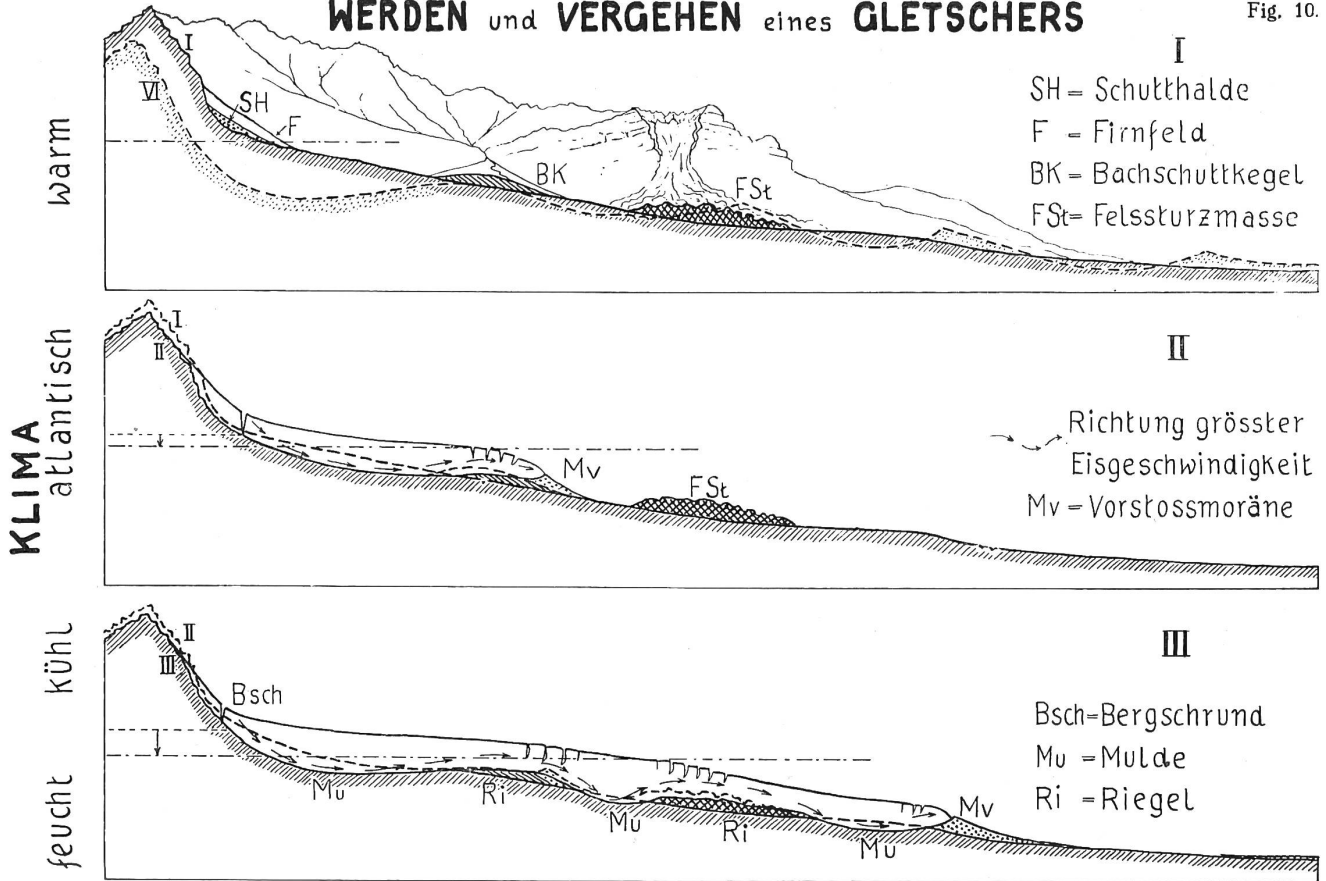 WERDEN und VERGEHEN eines GLETSCHERS
Fig. 10.
KLIMA
warm
I
VI
SH
F
BK
FSt
I
SH = Schutthalde
F = Firnfeld
BK = Bachschuttkegel
FSt = Felssturzmasse
atlantisch
I
II
Mv
FSt
II
Richtung grösster
Eisgeschwindigkeit
Mv = Vorstossmoräne
feucht kühl
II
III
Bsch
Mu
Ri
Mu
Ri
Mu
Mv
III
Bsch=Bergschrund
Mu = Mulde
Ri = Riegel